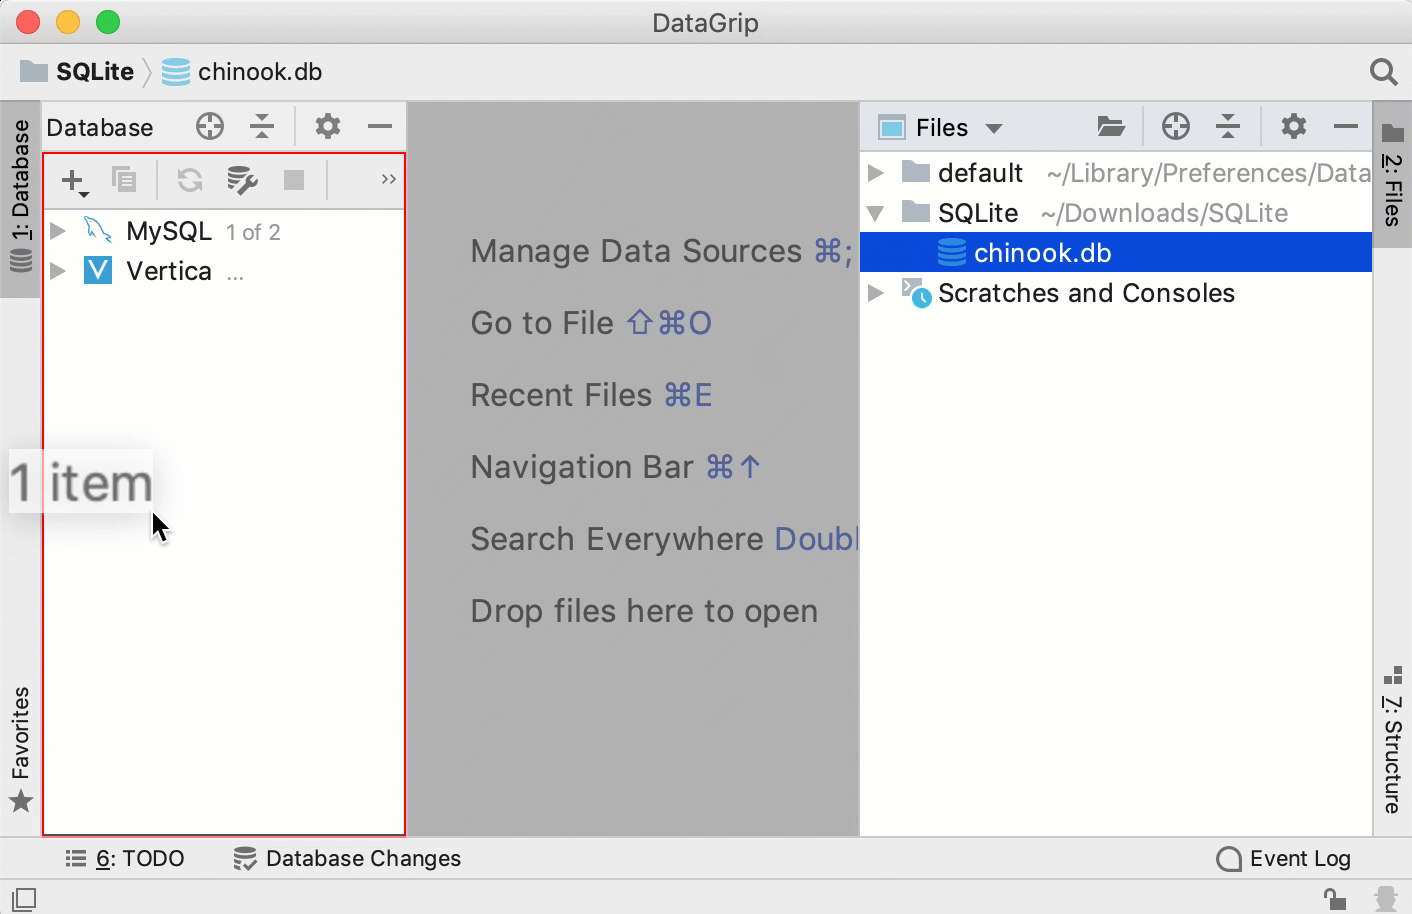 DataGrip
SQLite chinook.db
1: Database
Database
MySQL 1 of 2
Vertica ...
1 item
Favorites
Manage Data Sources ⌘;
Go to File ⇧⌘O
Recent Files ⌘E
Navigation Bar ⌘↑
Search Everywhere Doubl
Drop files here to open
Files
default ~/Library/Preferences/Data
SQLite ~/Downloads/SQLite
chinook.db
Scratches and Consoles
2: Files
7: Structure
6: TODO Database Changes Event Log